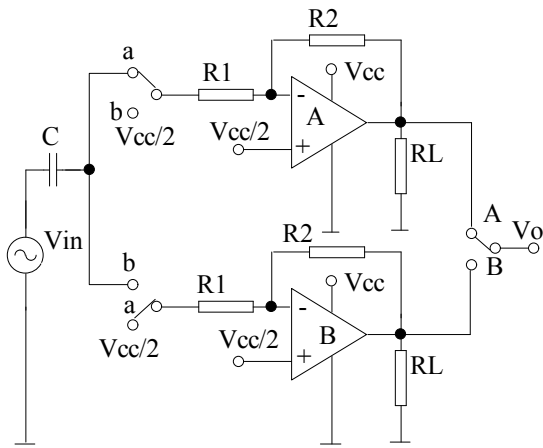 R2
a
R1
Vcc
-
A
b
Vcc/2
C
Vcc/2
+
RL
A
Vin
R2
Vo
B
b
R1
Vcc
a
-
B
Vcc/2
Vcc/2
+
RL